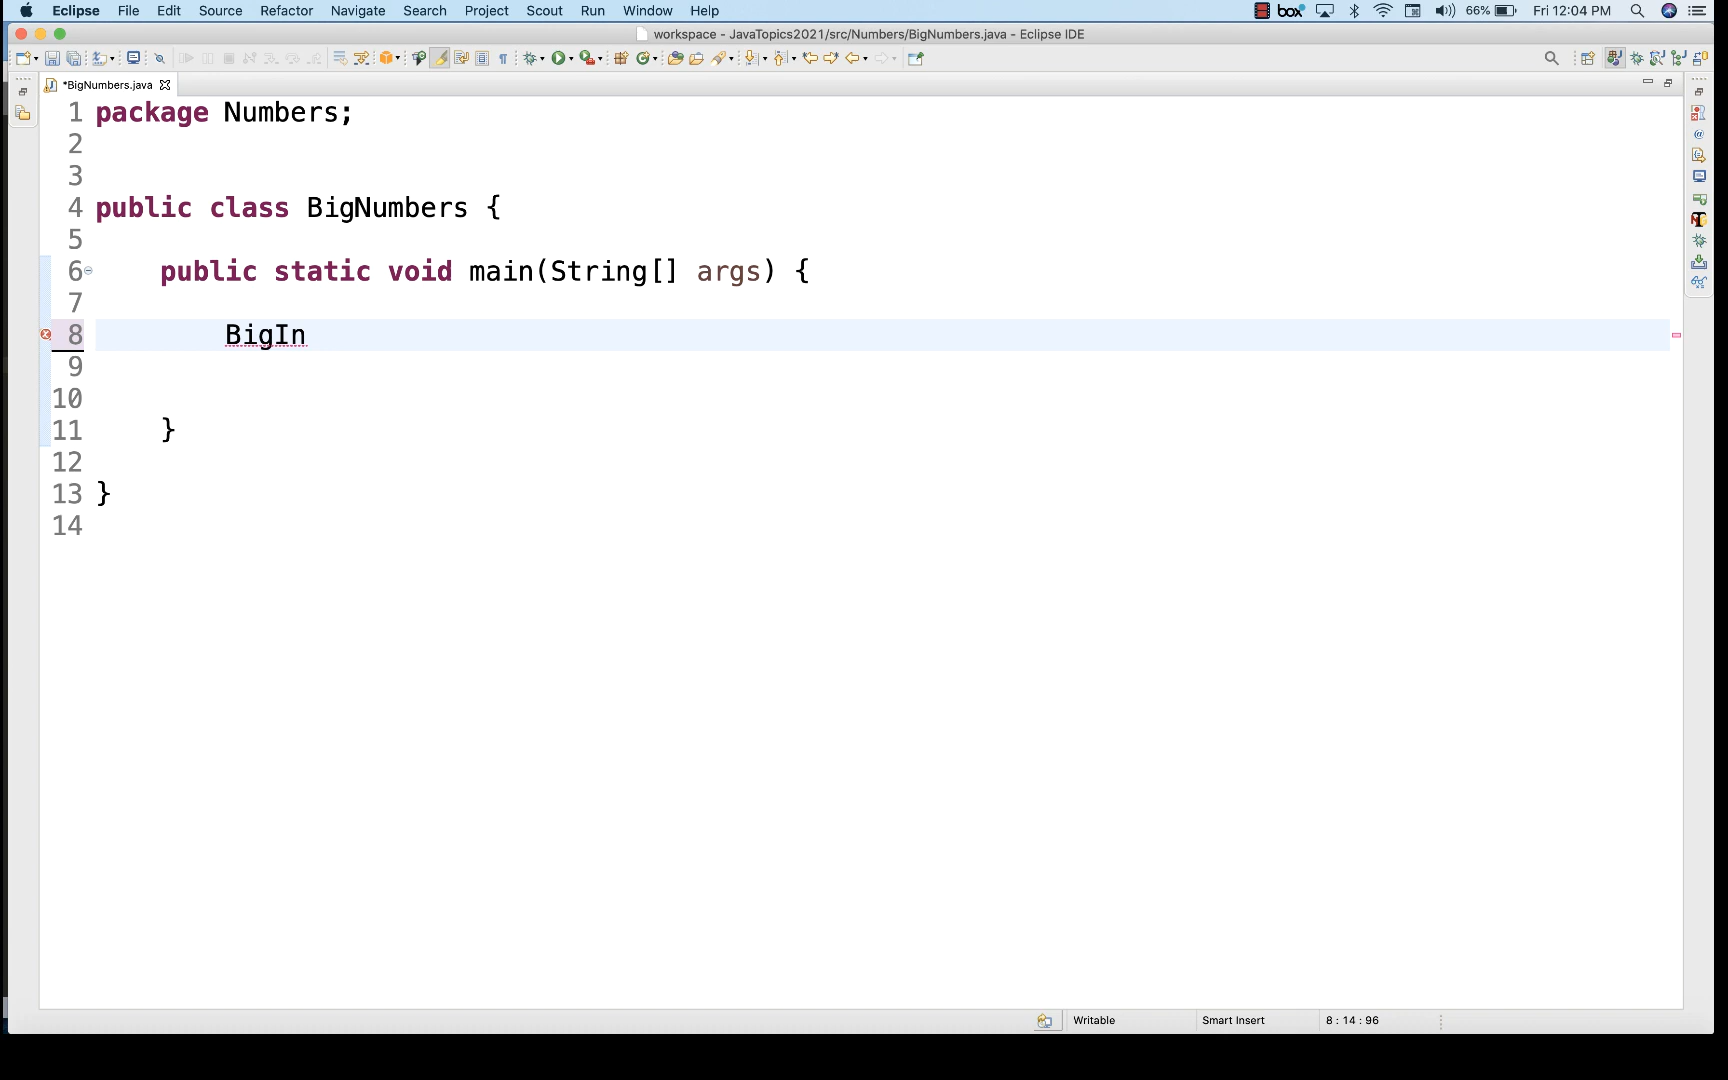 Eclipse File Edit Source Refactor Navigate Search Project Scout Run Window Help box 66% Fri 12:04 PM
workspace - JavaTopics2021/src/Numbers/BigNumbers.java - Eclipse IDE
*BigNumbers.java
1 package Numbers;
2
3
4 public class BigNumbers {
5
6 public static void main(String[] args) {
7
8 BigIn
9
10
11 }
12
13 }
14
Writable Smart Insert 8 : 14 : 96